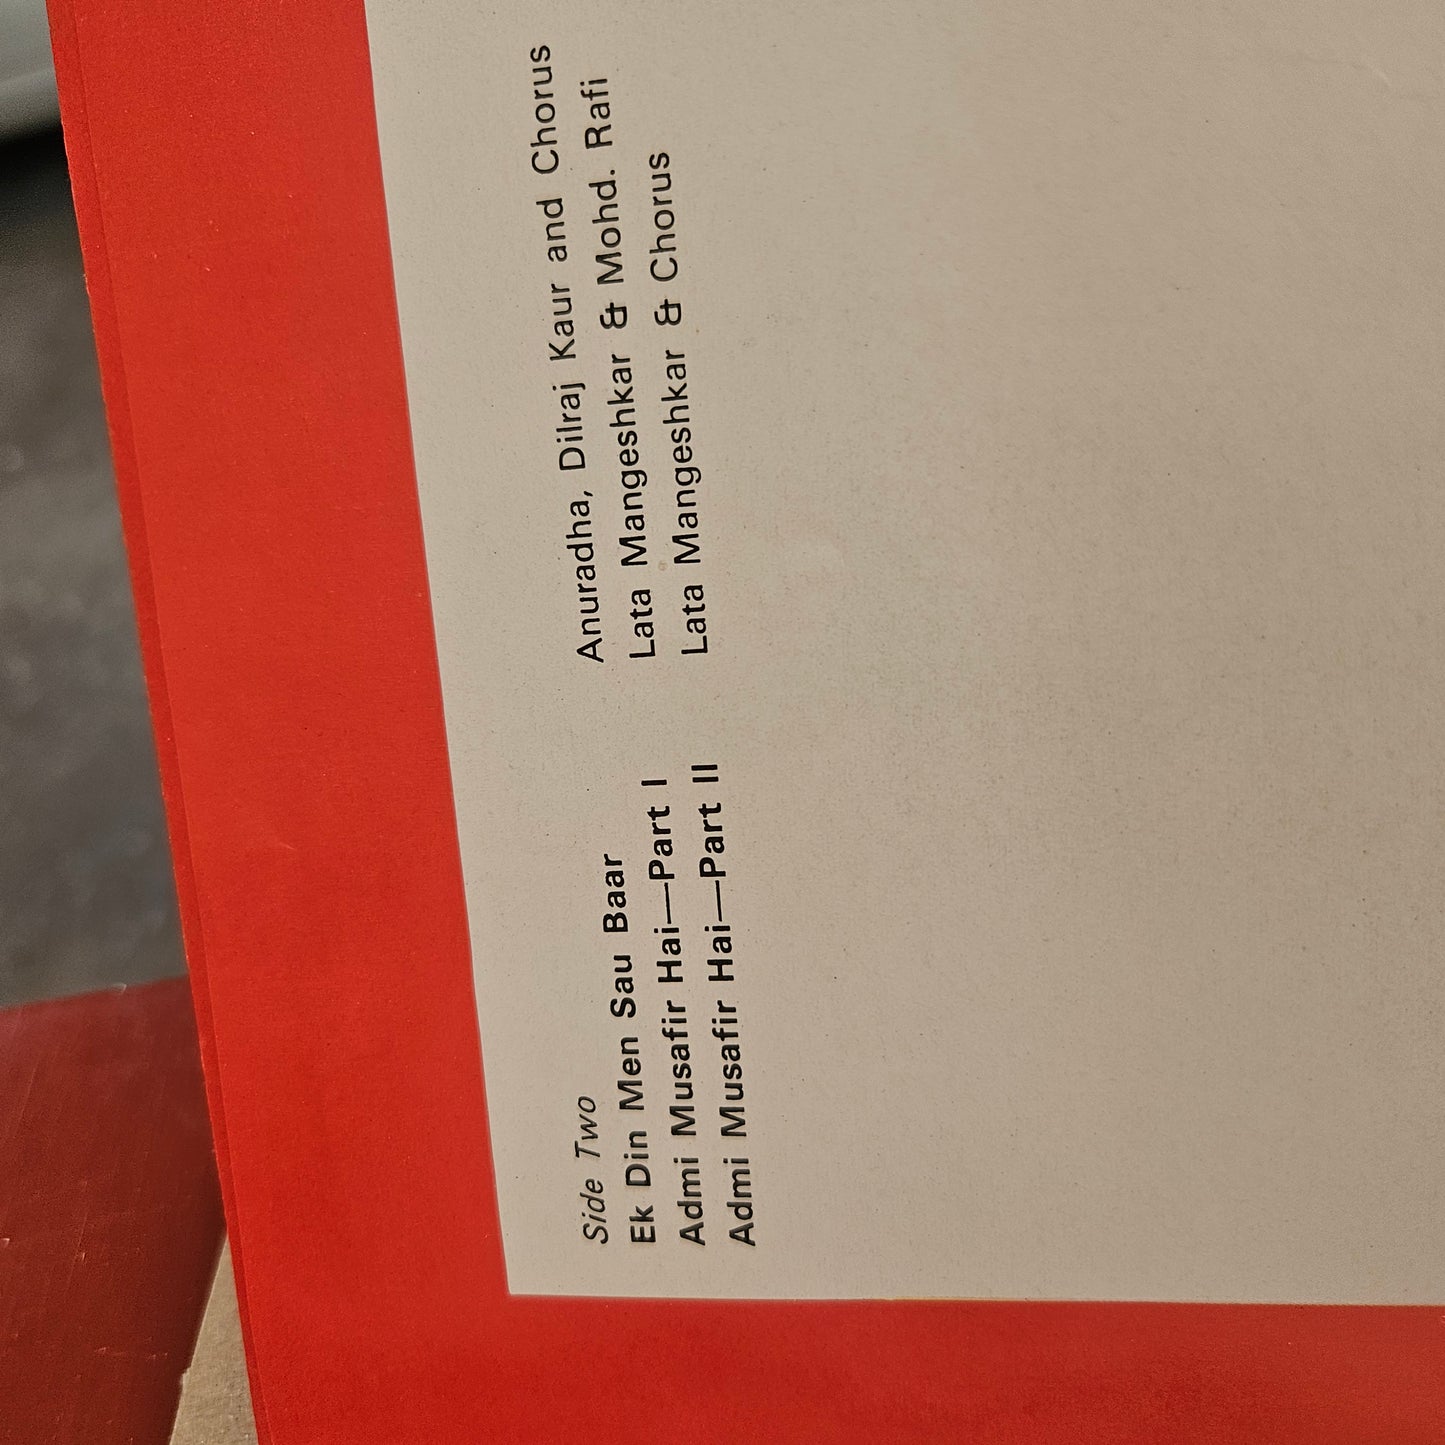 Side Two
Ek Din Men Sau Baar Anuradha, Dilraj Kaur and Chorus
Admi Musafir Hai—Part I Lata Mangeshkar & Mohd. Rafi
Admi Musafir Hai—Part II Lata Mangeshkar & Chorus